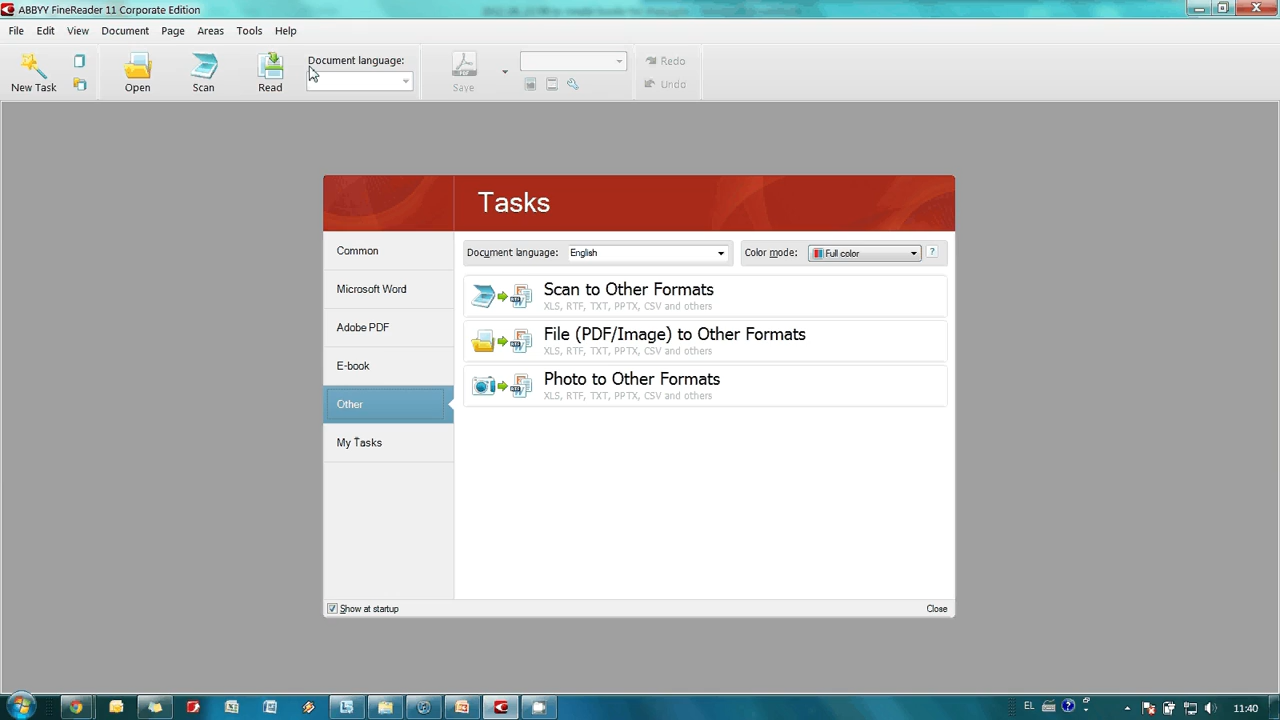 ABBYY FineReader 11 Corporate Edition
File Edit View Document Page Areas Tools Help
New Task Open Scan Read Document language: Save Redo Undo
PDF
Tasks
Common
Microsoft Word
Adobe PDF
E-book
Other
My Tasks
Document language: English Color mode: Full color ?
Scan to Other Formats
XLS, RTF, TXT, PPTX, CSV and others
File (PDF/Image) to Other Formats
XLS, RTF, TXT, PPTX, CSV and others
Photo to Other Formats
XLS, RTF, TXT, PPTX, CSV and others
Show at startup Close
EL 11:40